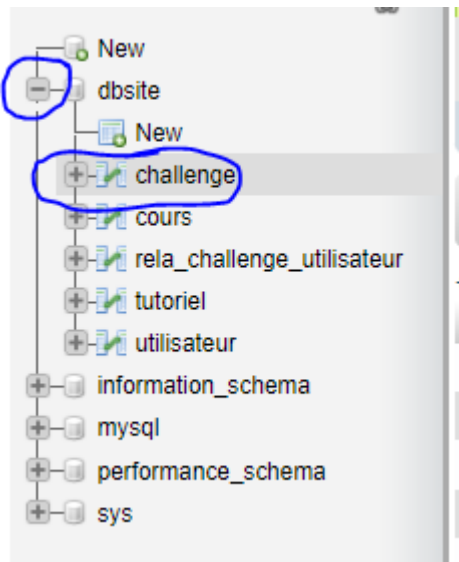 New
dbsite
New
challenge
cours
rela_challenge_utilisateur
tutoriel
utilisateur
information_schema
mysql
performance_schema
sys